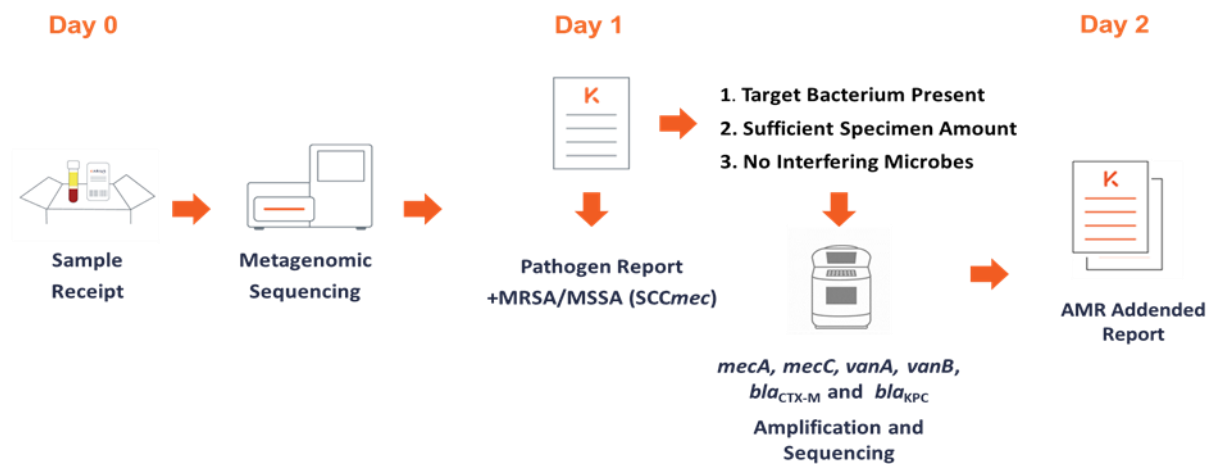 Day 0
Day 1
Day 2
K
1. Target Bacterium Present
2. Sufficient Specimen Amount
3. No Interfering Microbes
K
Sample
Receipt
Metagenomic
Sequencing
Pathogen Report
+MRSA/MSSA (SCCmec)
AMR Addended
Report
mecA, mecC, vanA, vanB,
blaCTX-M and blaKPC
Amplification and
Sequencing